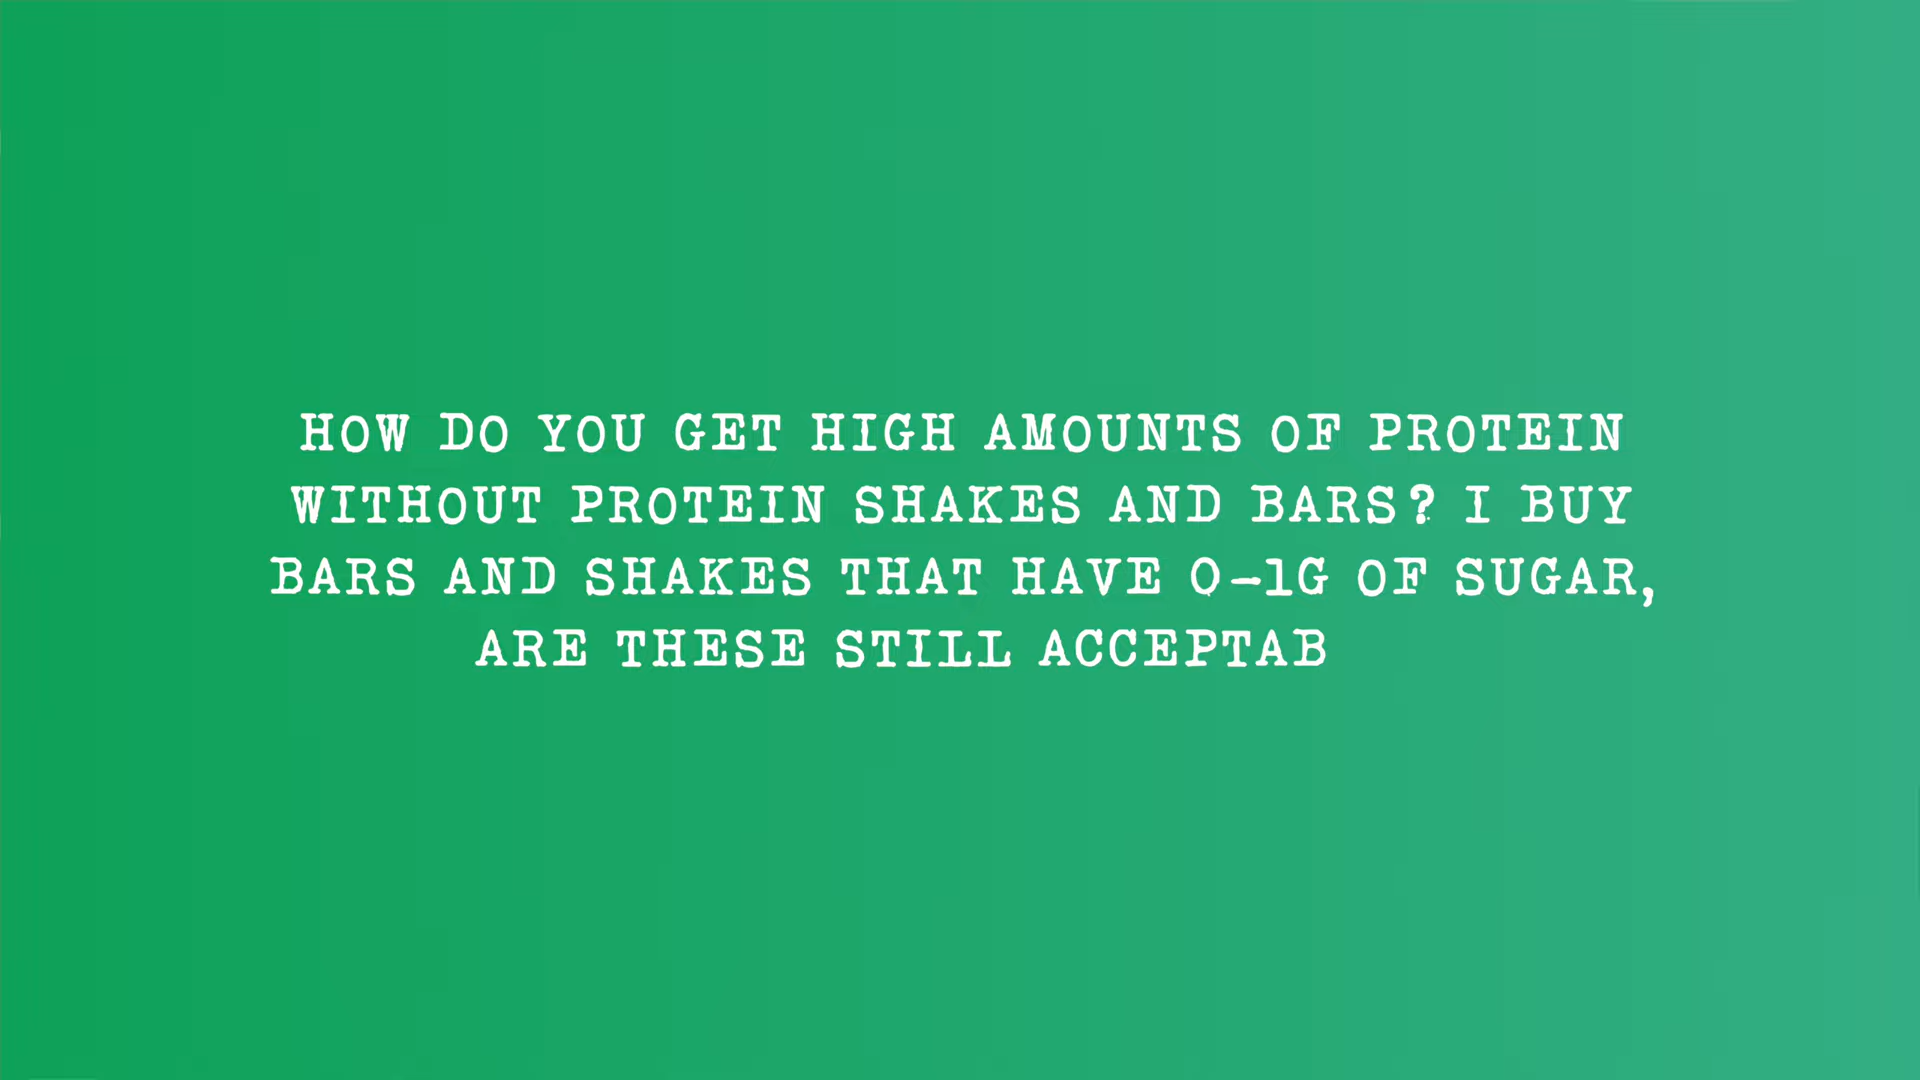 HOW DO YOU GET HIGH AMOUNTS OF PROTEIN
WITHOUT PROTEIN SHAKES AND BARS? I BUY
BARS AND SHAKES THAT HAVE 0-1G OF SUGAR,
ARE THESE STILL ACCEPTAB